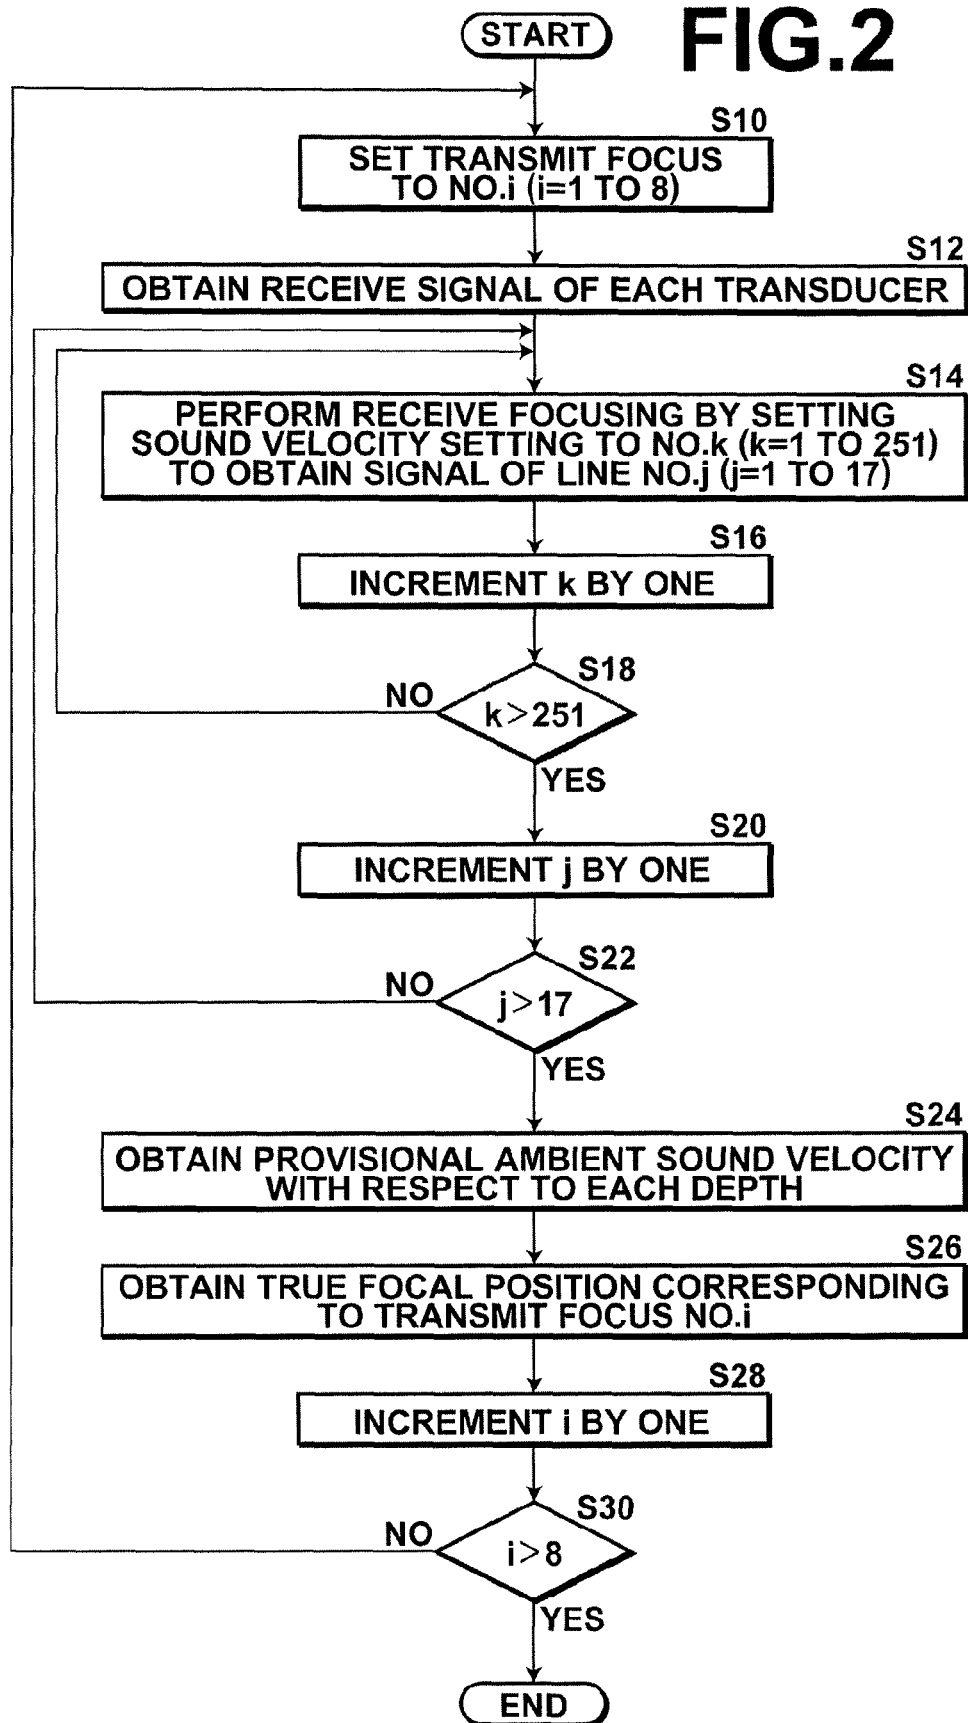 FIG.2
START
S10
SET TRANSMIT FOCUS
TO NO.i (i=1 TO 8)
S12
OBTAIN RECEIVE SIGNAL OF EACH TRANSDUCER
S14
PERFORM RECEIVE FOCUSING BY SETTING
SOUND VELOCITY SETTING TO NO.k (k=1 TO 251)
TO OBTAIN SIGNAL OF LINE NO.j (j=1 TO 17)
S16
INCREMENT k BY ONE
S18
NO
k>251
YES
S20
INCREMENT j BY ONE
S22
NO
j>17
YES
S24
OBTAIN PROVISIONAL AMBIENT SOUND VELOCITY
WITH RESPECT TO EACH DEPTH
S26
OBTAIN TRUE FOCAL POSITION CORRESPONDING
TO TRANSMIT FOCUS NO.i
S28
INCREMENT i BY ONE
S30
NO
i>8
YES
END